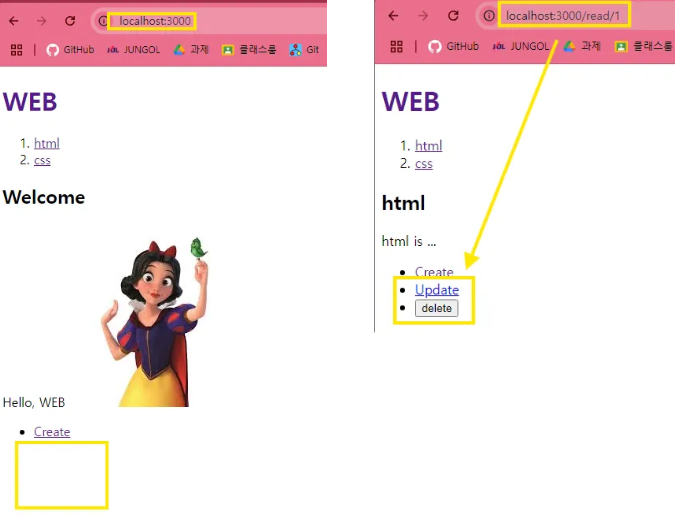 localhost:3000
GitHub JUNGOL 과제 클래스룸 Git
WEB
1. html
2. css
Welcome
Hello, WEB
• Create
localhost:3000/read/1
GitHub JUNGOL 과제 클래스룸
WEB
1. html
2. css
html
html is ...
• Create
• Update
• delete